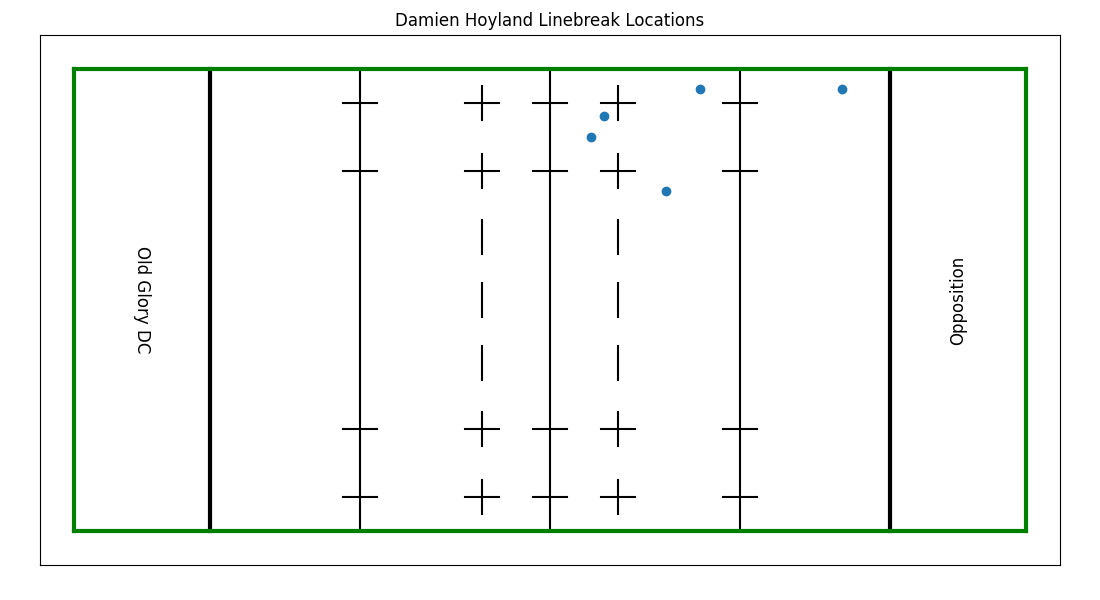 Damien Hoyland Linebreak Locations
Old Glory DC
Opposition